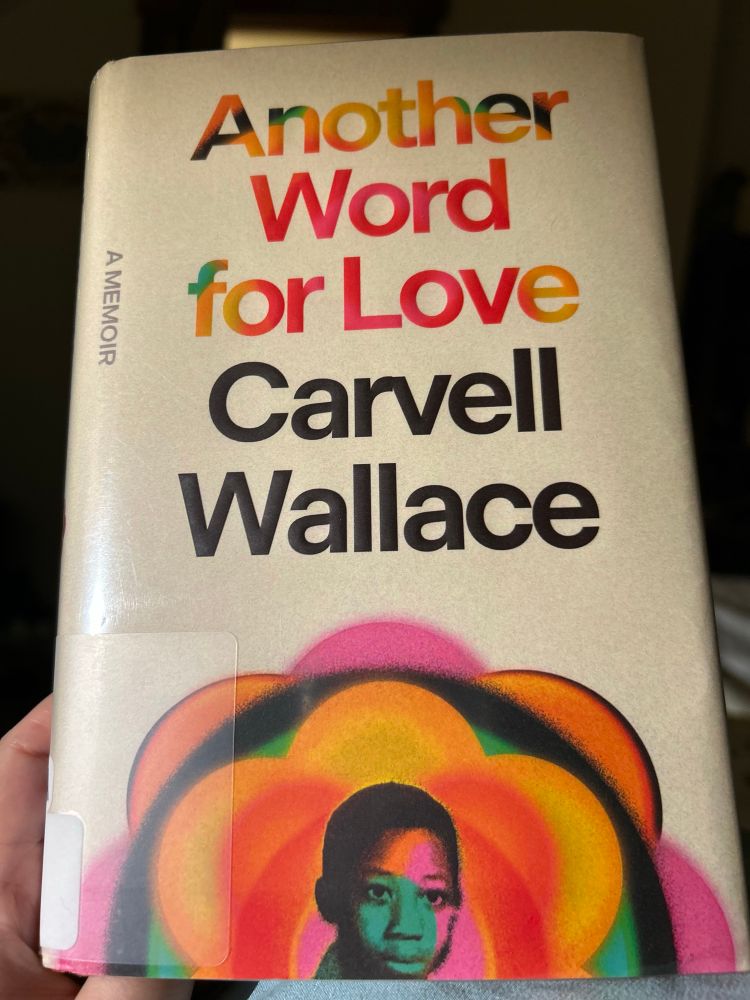 Another
Word
for Love
Carvell
Wallace
A MEMOIR